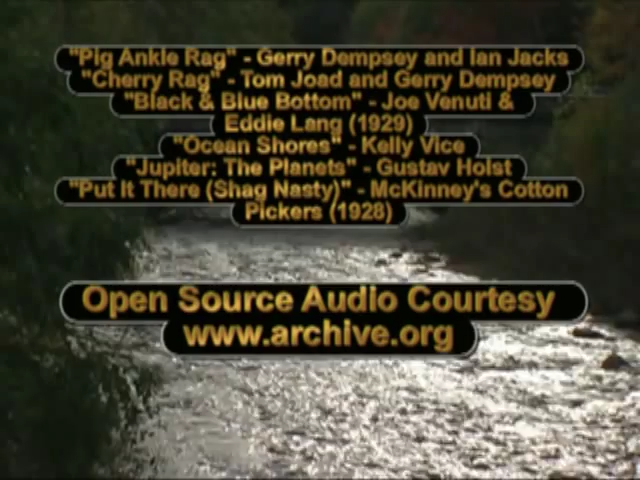 "Pig Ankle Rag" - Gerry Dempsey and Ian Jacks
"Cherry Rag" - Tom Joad and Gerry Dempsey
"Black & Blue Bottom" - Joe Venuti &
Eddie Lang (1929)
"Ocean Shores" - Kelly Vice
"Jupiter: The Planets" - Gustav Holst
"Put It There (Shag Nasty)" - McKinney's Cotton
Pickers (1928)
Open Source Audio Courtesy
www.archive.org